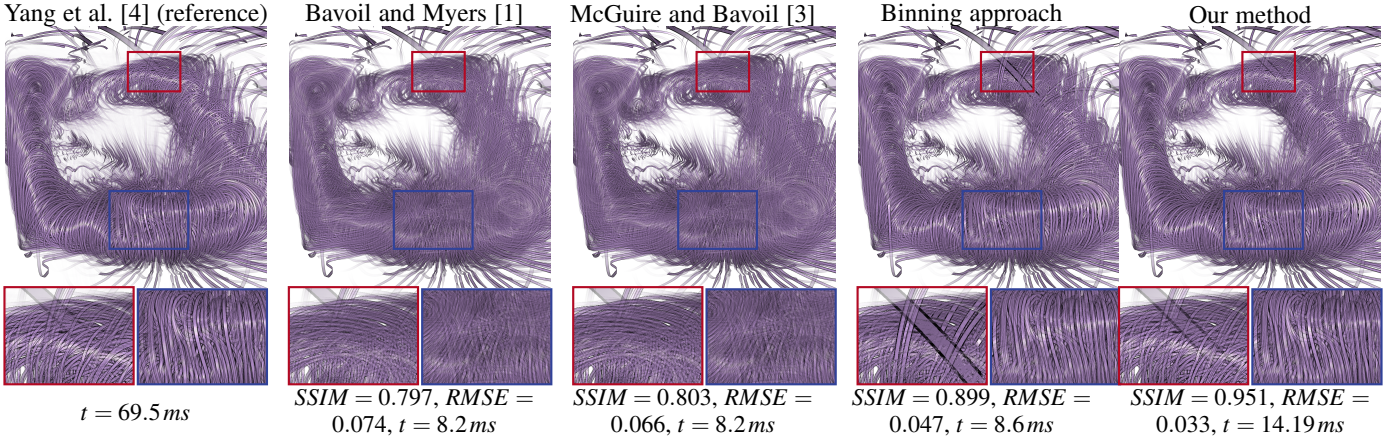 Yang et al. [4] (reference)
Bavoil and Myers [1]
McGuire and Bavoil [3]
Binning approach
Our method
t = 69.5ms
SSIM = 0.797, RMSE =
0.074, t = 8.2ms
SSIM = 0.803, RMSE =
0.066, t = 8.2ms
SSIM = 0.899, RMSE =
0.047, t = 8.6ms
SSIM = 0.951, RMSE =
0.033, t = 14.19ms